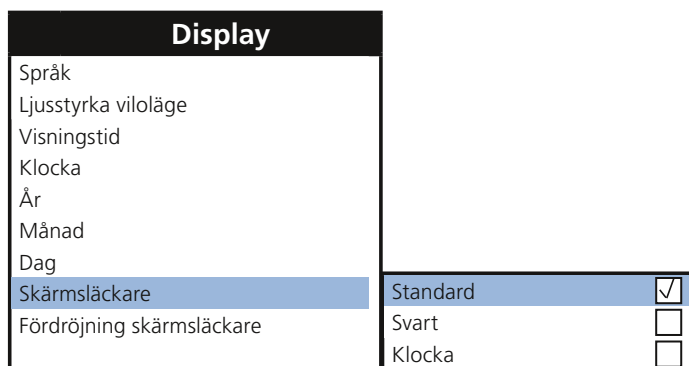 Display
Språk
Ljusstyrka viloläge
Visningstid
Klocka
År
Månad
Dag
Skärmsläckare
Fördröjning skärmsläckare
Standard
Svart
Klocka